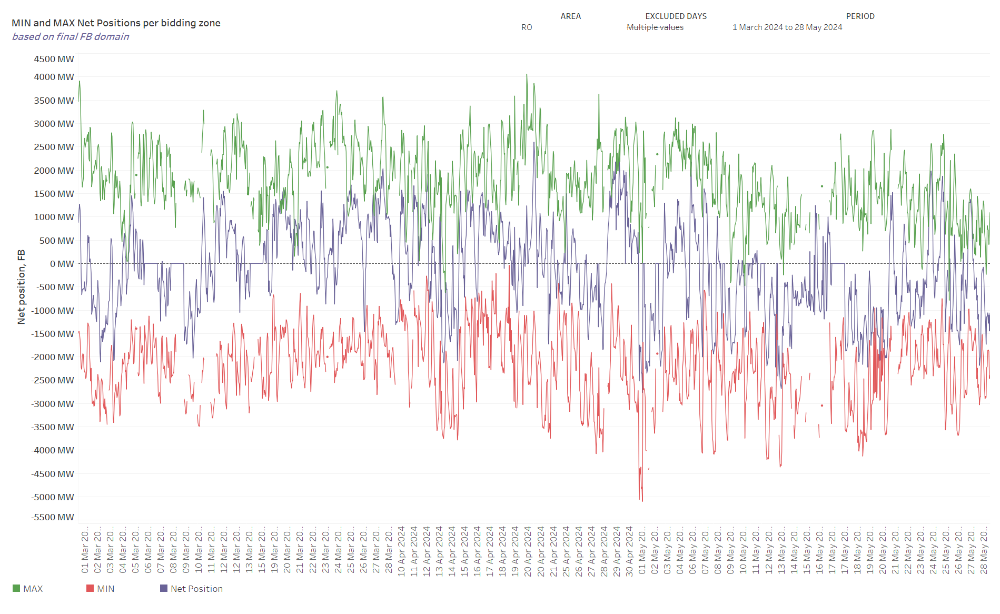 MIN and MAX Net Positions per bidding zone
based on final FB domain
AREA
RO
EXCLUDED DAYS
Multiple values
PERIOD
1 March 2024 to 28 May 2024
Net position, FB
4500 MW
4000 MW
3500 MW
3000 MW
2500 MW
2000 MW
1500 MW
1000 MW
500 MW
0 MW
-500 MW
-1000 MW
-1500 MW
-2000 MW
-2500 MW
-3000 MW
-3500 MW
-4000 MW
-4500 MW
-5000 MW
-5500 MW
01 Mar 20..
02 Mar 20..
03 Mar 20..
04 Mar 20..
05 Mar 20..
06 Mar 20..
07 Mar 20..
08 Mar 20..
09 Mar 20..
10 Mar 20..
11 Mar 20..
12 Mar 20..
12 Mar 20..
13 Mar 20..
15 Mar 20..
19 Mar 20..
20 Mar 20..
21 Mar 20..
22 Mar 20..
23 Mar 20..
24 Mar 20..
25 Mar 20..
26 Mar 20..
27 Mar 20..
28 Mar 20..
10 Apr 2024
11 Apr 2024
12 Apr 2024
13 Apr 2024
14 Apr 2024
15 Apr 2024
16 Apr 2024
17 Apr 2024
18 Apr 2024
19 Apr 2024
20 Apr 2024
20 Apr 2024
21 Apr 2024
25 Apr 2024
26 Apr 2024
27 Apr 2024
28 Apr 2024
29 Apr 2024
30 Apr 2024
01 May 20..
02 May 20..
03 May 20..
04 May 20..
06 May 20..
07 May 20..
08 May 20..
09 May 20..
10 May 20..
11 May 20..
12 May 20..
13 May 20..
14 May 20..
15 May 20..
16 May 20..
17 May 20..
17 May 20..
18 May 20..
19 May 20..
20 May 20..
21 May 20..
22 May 20..
23 May 20..
24 May 20..
25 May 20..
26 May 20..
27 May 20..
28 May 20..
MAX
MIN
Net Position